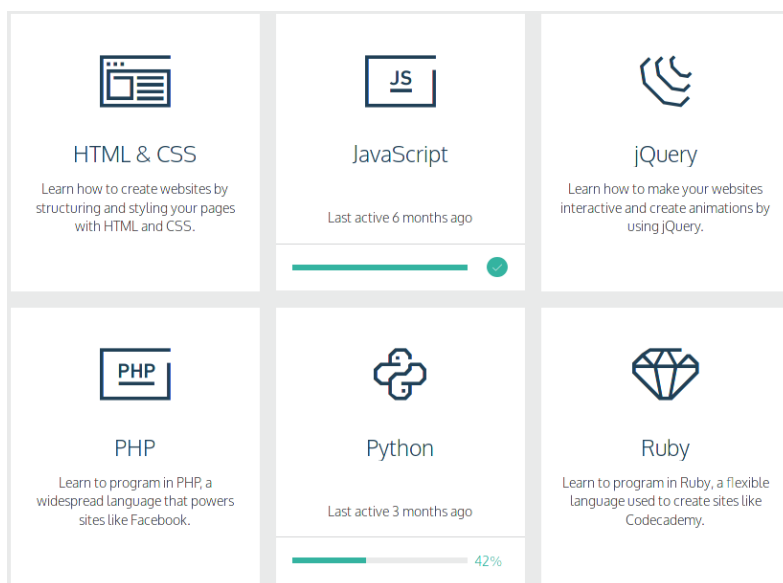 HTML & CSS
Learn how to create websites by
structuring and styling your pages
with HTML and CSS.
JS
JavaScript
Last active 6 months ago
jQuery
Learn how to make your websites
interactive and create animations by
using jQuery.
PHP
PHP
Learn to program in PHP, a
widespread language that powers
sites like Facebook.
Python
Last active 3 months ago
42%
Ruby
Learn to program in Ruby, a flexible
language used to create sites like
Codecademy.